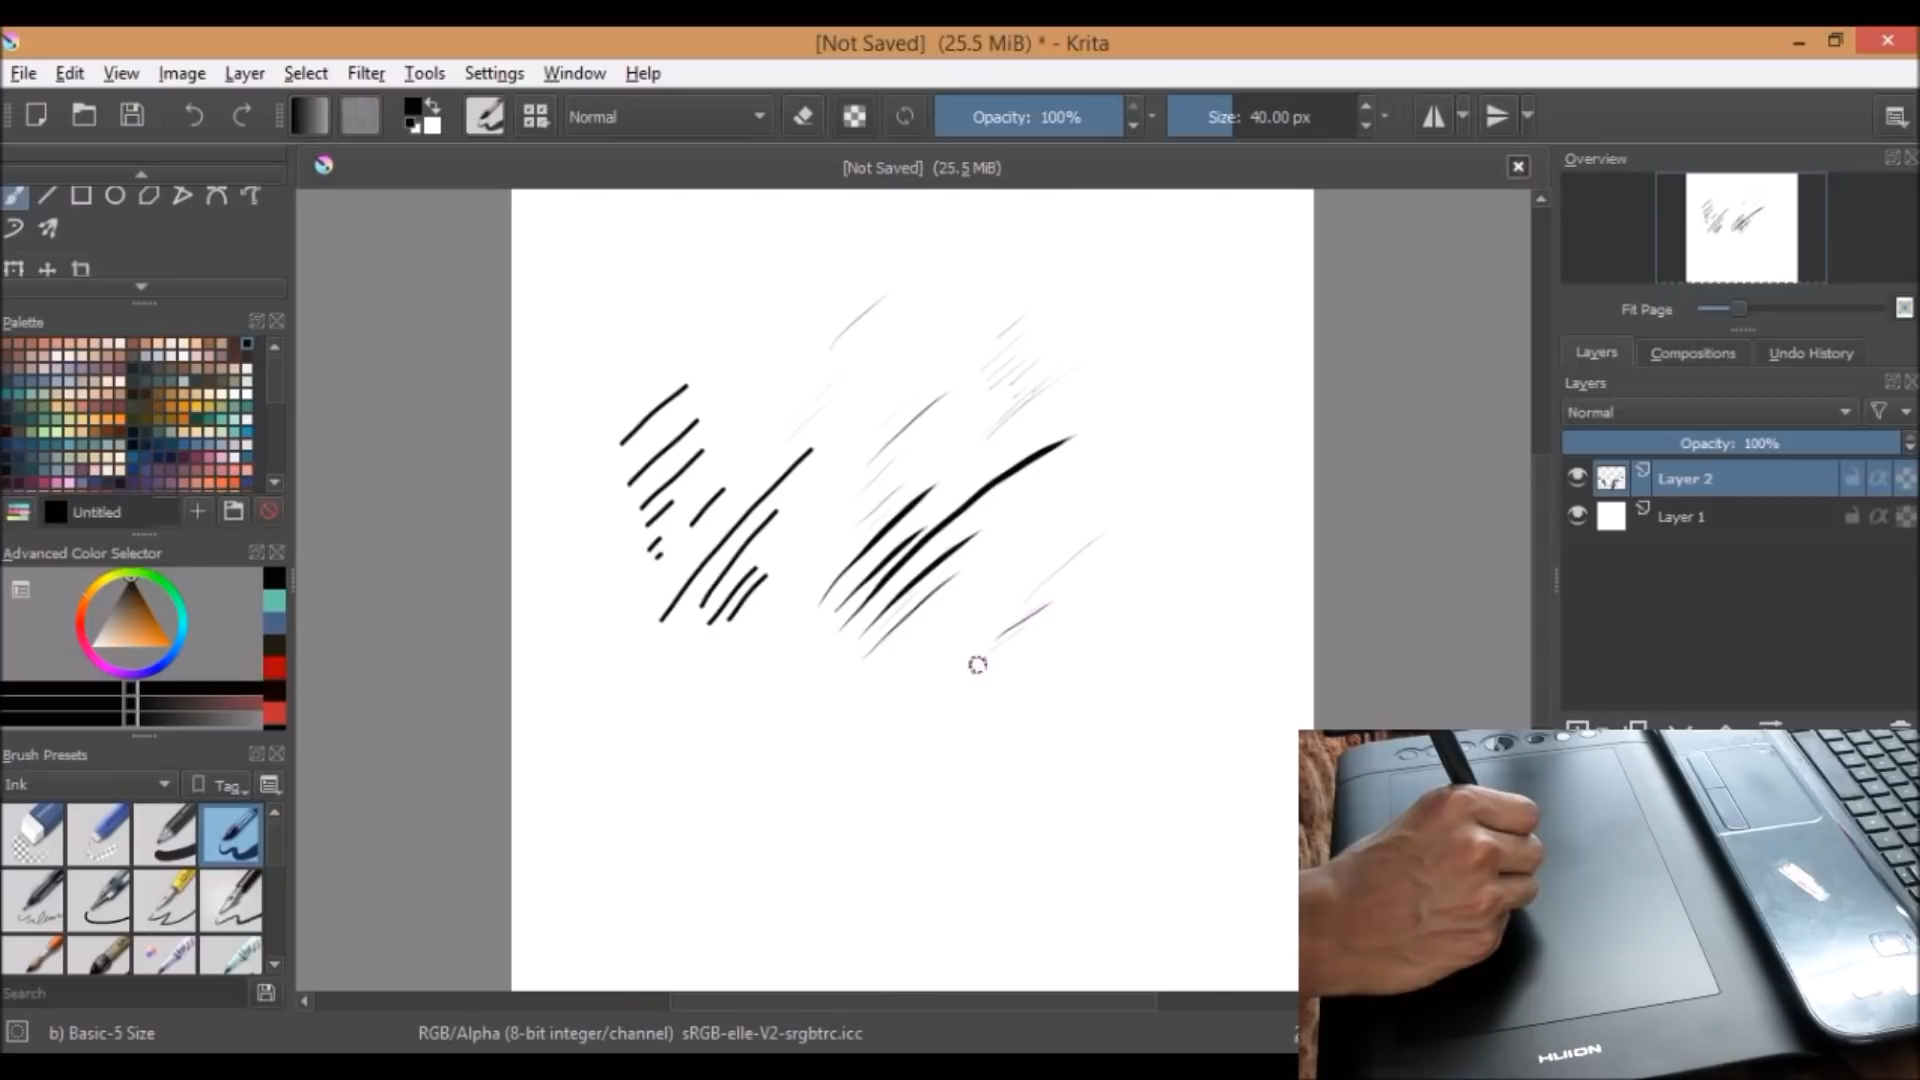 [Not Saved]  (25.5 MiB) * - Krita
File Edit View Image Layer Select Filter Tools Settings Window Help
Normal Opacity: 100% Size: 40.00 px
[Not Saved]  (25.5 MiB)
Overview
Fit Page
Palette
Untitled
Advanced Color Selector
Brush Presets
Ink Tag
Search
Layers Compositions Undo History
Layers
Normal
Opacity: 100%
Layer 2
Layer 1
b) Basic-5 Size RGB/Alpha (8-bit integer/channel)  sRGB-elle-V2-srgbtrc.icc
HUION